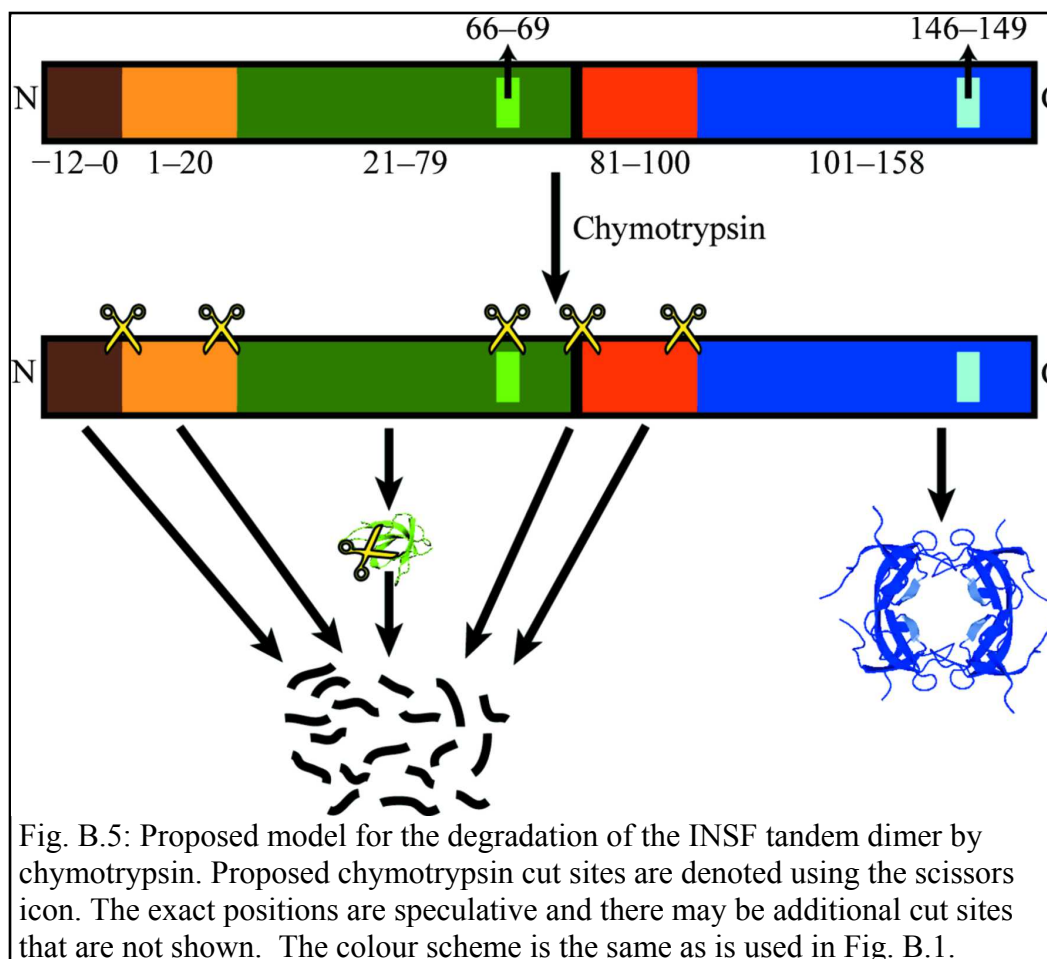 66–69
146–149
N
−12–0
1–20
21–79
81–100
101–158
Chymotrypsin
N
Fig. B.5: Proposed model for the degradation of the INSF tandem dimer by
chymotrypsin. Proposed chymotrypsin cut sites are denoted using the scissors
icon. The exact positions are speculative and there may be additional cut sites
that are not shown.  The colour scheme is the same as is used in Fig. B.1.